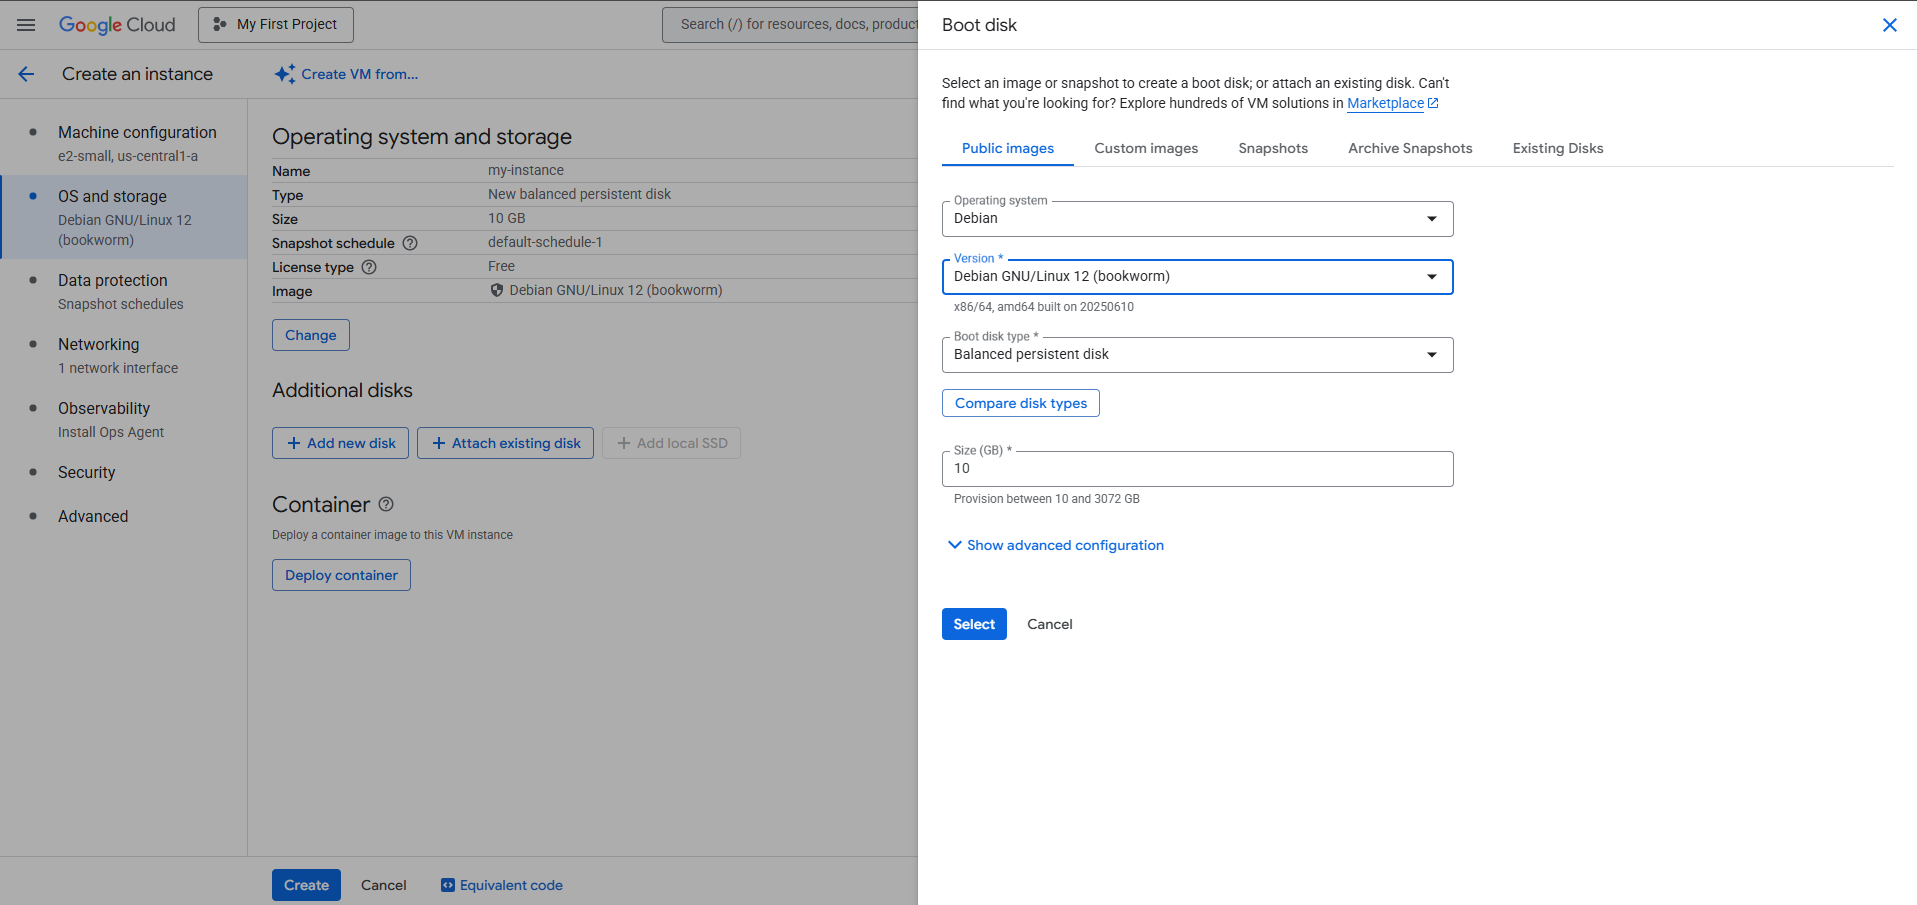 Google Cloud
My First Project
Search (/) for resources, docs, product
Create an instance
Create VM from...
Machine configuration
e2-small, us-central1-a
OS and storage
Debian GNU/Linux 12
(bookworm)
Data protection
Snapshot schedules
Networking
1 network interface
Observability
Install Ops Agent
Security
Advanced
Operating system and storage
Name my-instance
Type New balanced persistent disk
Size 10 GB
Snapshot schedule default-schedule-1
License type Free
Image Debian GNU/Linux 12 (bookworm)
Change
Additional disks
Add new disk Attach existing disk Add local SSD
Container
Deploy a container image to this VM instance
Deploy container
Create Cancel Equivalent code
Boot disk
Select an image or snapshot to create a boot disk; or attach an existing disk. Can't
find what you're looking for? Explore hundreds of VM solutions in Marketplace
Public images Custom images Snapshots Archive Snapshots Existing Disks
Operating system
Debian
Version *
Debian GNU/Linux 12 (bookworm)
x86/64, amd64 built on 20250610
Boot disk type *
Balanced persistent disk
Compare disk types
Size (GB) *
10
Provision between 10 and 3072 GB
Show advanced configuration
Select Cancel